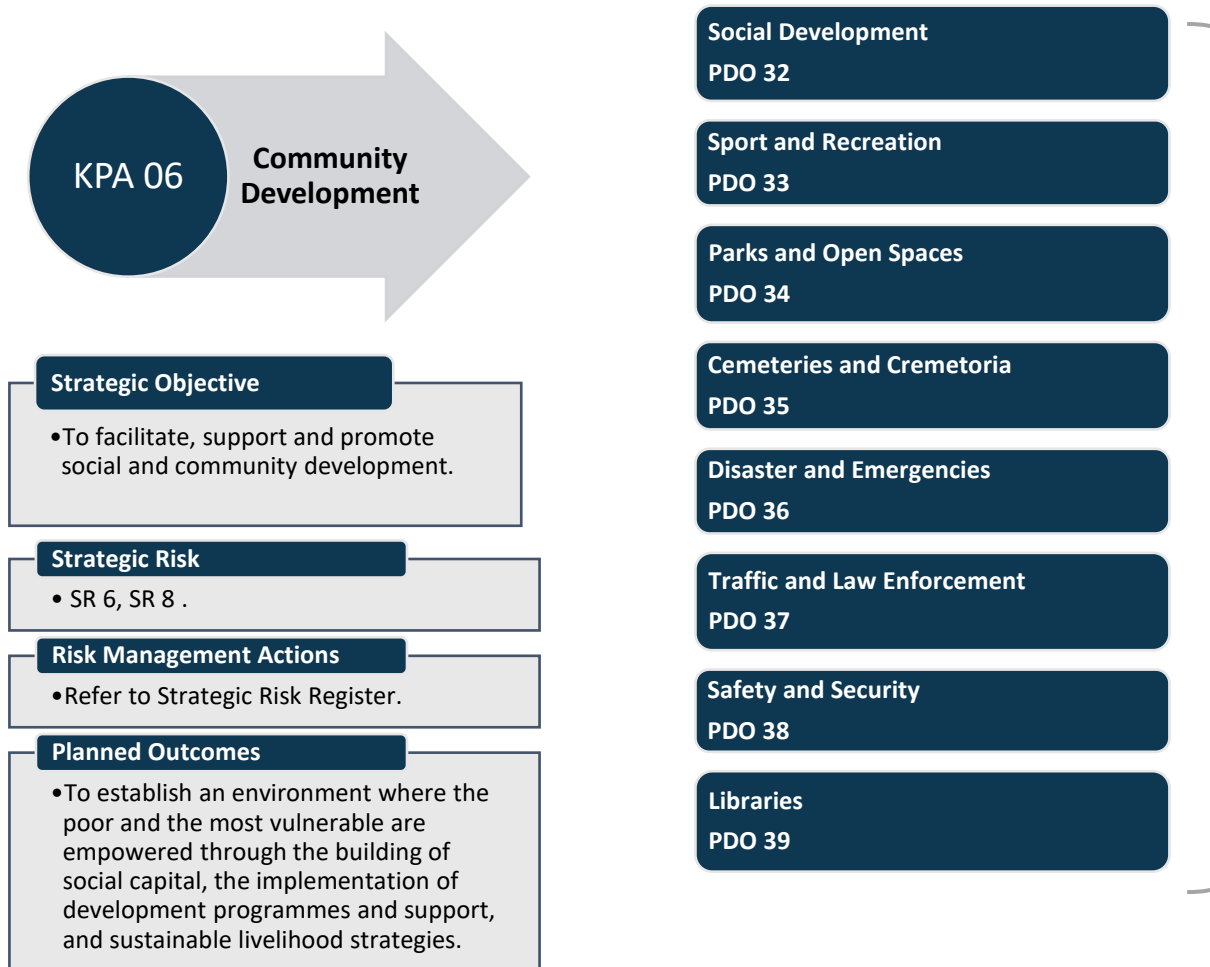 KPA 06
Community
Development
Strategic Objective
•To facilitate, support and promote
social and community development.
Strategic Risk
• SR 6, SR 8 .
Risk Management Actions
•Refer to Strategic Risk Register.
Planned Outcomes
•To establish an environment where the
poor and the most vulnerable are
empowered through the building of
social capital, the implementation of
development programmes and support,
and sustainable livelihood strategies.
Social Development
PDO 32
Sport and Recreation
PDO 33
Parks and Open Spaces
PDO 34
Cemeteries and Cremetoria
PDO 35
Disaster and Emergencies
PDO 36
Traffic and Law Enforcement
PDO 37
Safety and Security
PDO 38
Libraries
PDO 39